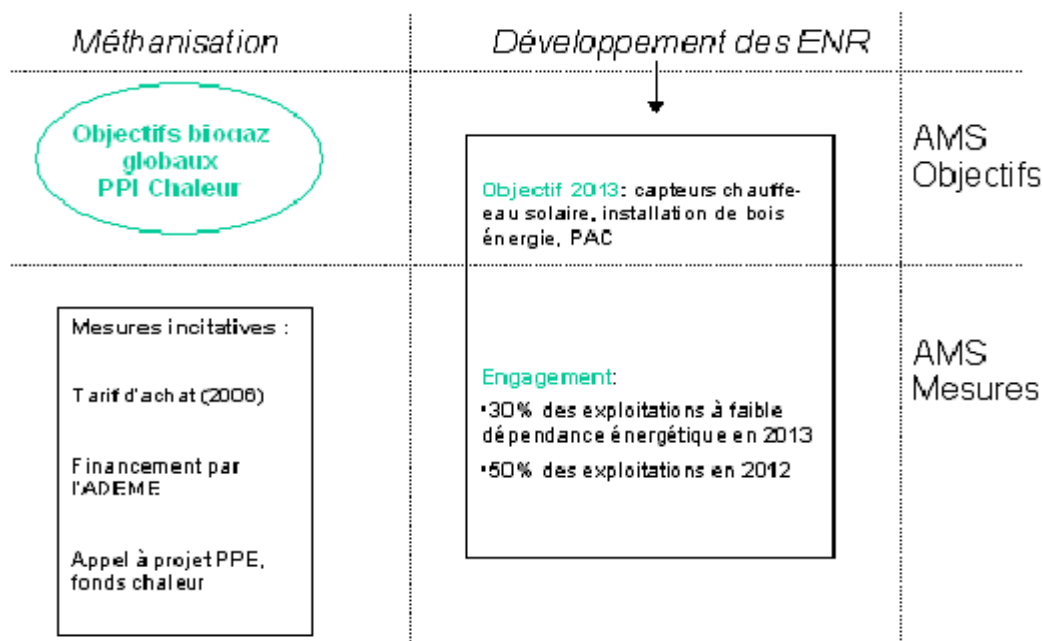 Méthanisation
Développement des ENR
Objectifs biogaz
globaux
PPI Chaleur
Objectif 2013: capteurs chauffe-
eau solaire, installation de bois
énergie, PAC
AMS
Objectifs
Mesures incitatives :
Tarif d'achat (2006)
Financement par
l'ADEME
Appel à projet PPE,
fonds chaleur
Engagement:
•30% des exploitations à faible
dépendance énergétique en 2013
•50% des exploitations en 2012
AMS
Mesures